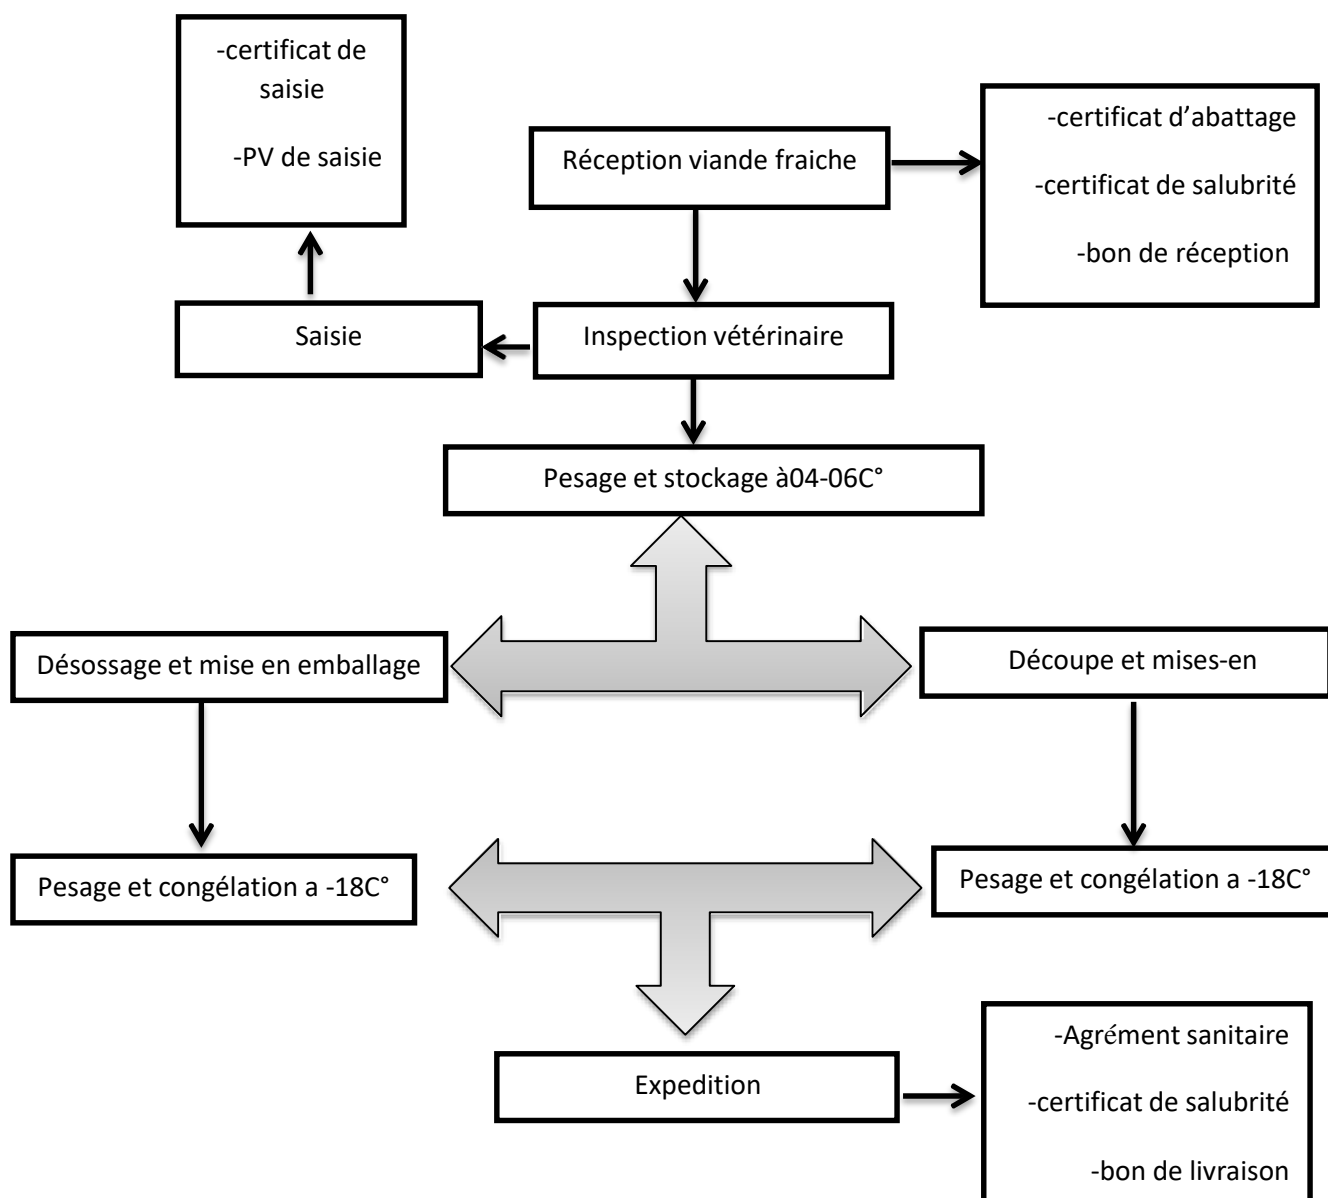 -certificat de
saisie
-PV de saisie
Réception viande fraiche
-certificat d’abattage
-certificat de salubrité
-bon de réception
Saisie
Inspection vétérinaire
Pesage et stockage à04-06C°
Désossage et mise en emballage
Découpe et mises-en
Pesage et congélation a -18C°
Pesage et congélation a -18C°
Expedition
-Agrément sanitaire
-certificat de salubrité
-bon de livraison